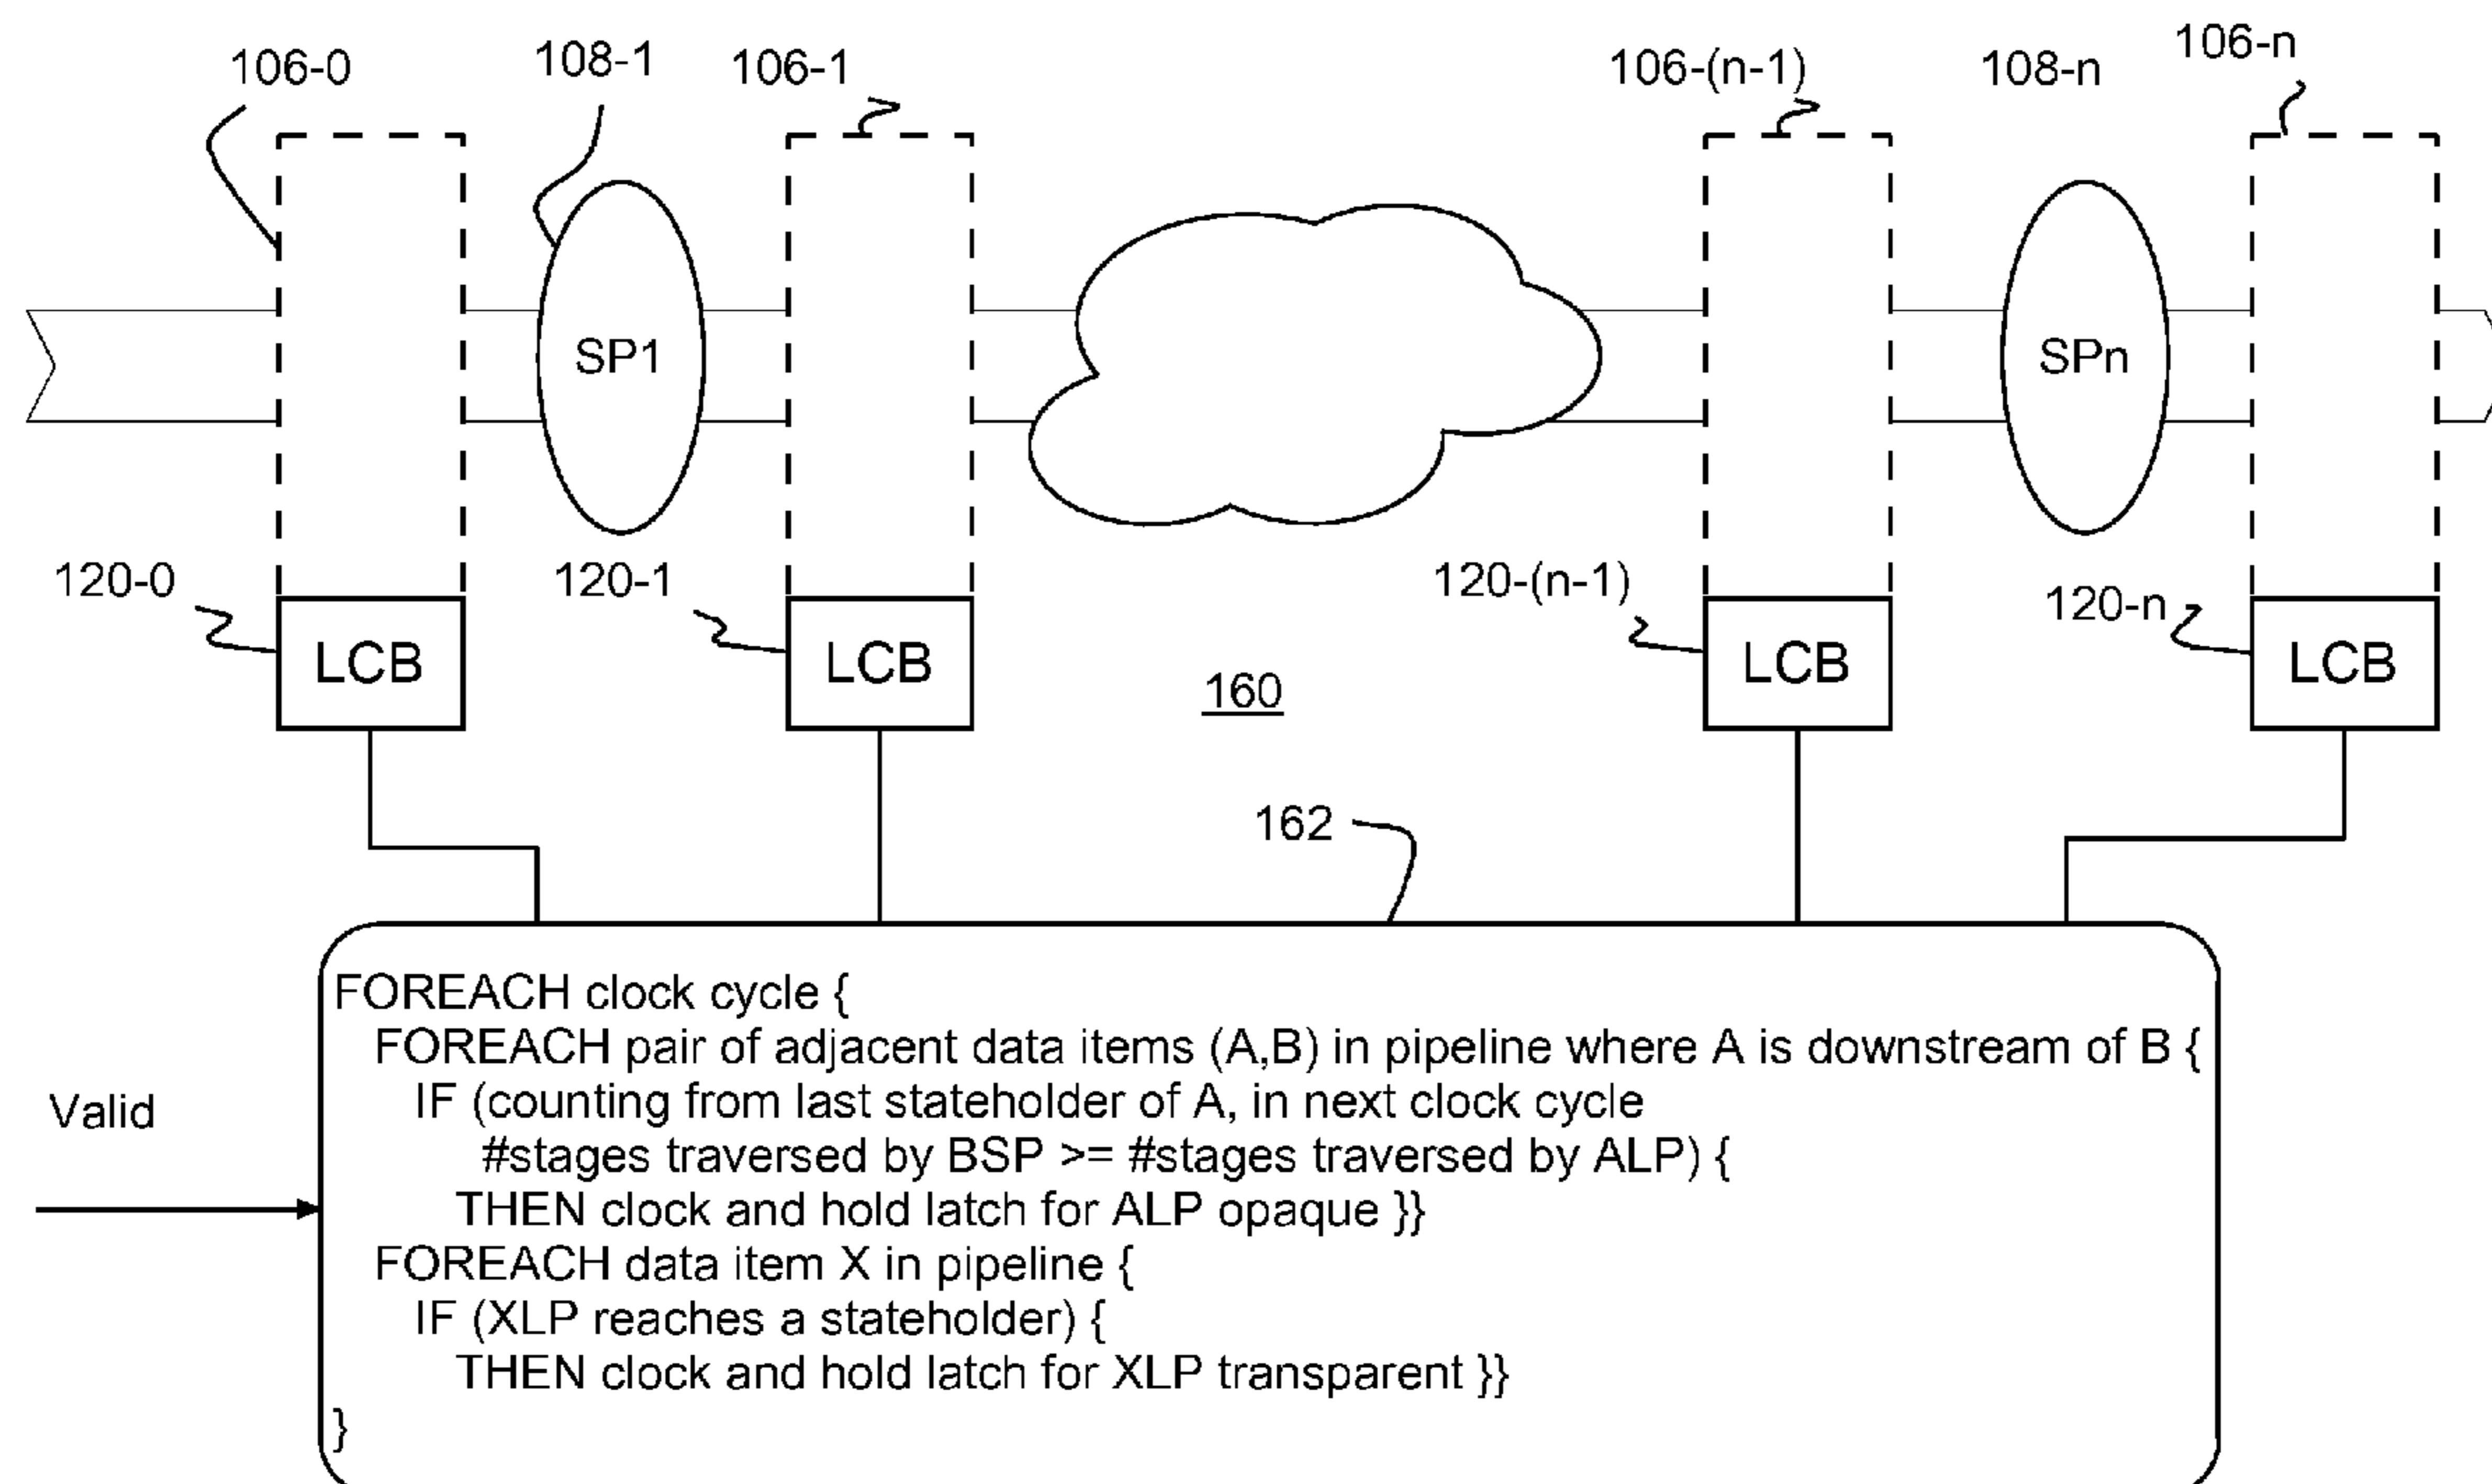 106-0
108-1
106-1
106-(n-1)
108-n
106-n
SP1
SPn
120-0
120-1
120-(n-1)
120-n
LCB
LCB
LCB
LCB
160
162
Valid
FOREACH clock cycle {
FOREACH pair of adjacent data items (A,B) in pipeline where A is downstream of B {
IF (counting from last stateholder of A, in next clock cycle
#stages traversed by BSP >= #stages traversed by ALP) {
THEN clock and hold latch for ALP opaque }}
FOREACH data item X in pipeline {
IF (XLP reaches a stateholder) {
THEN clock and hold latch for XLP transparent }}
}